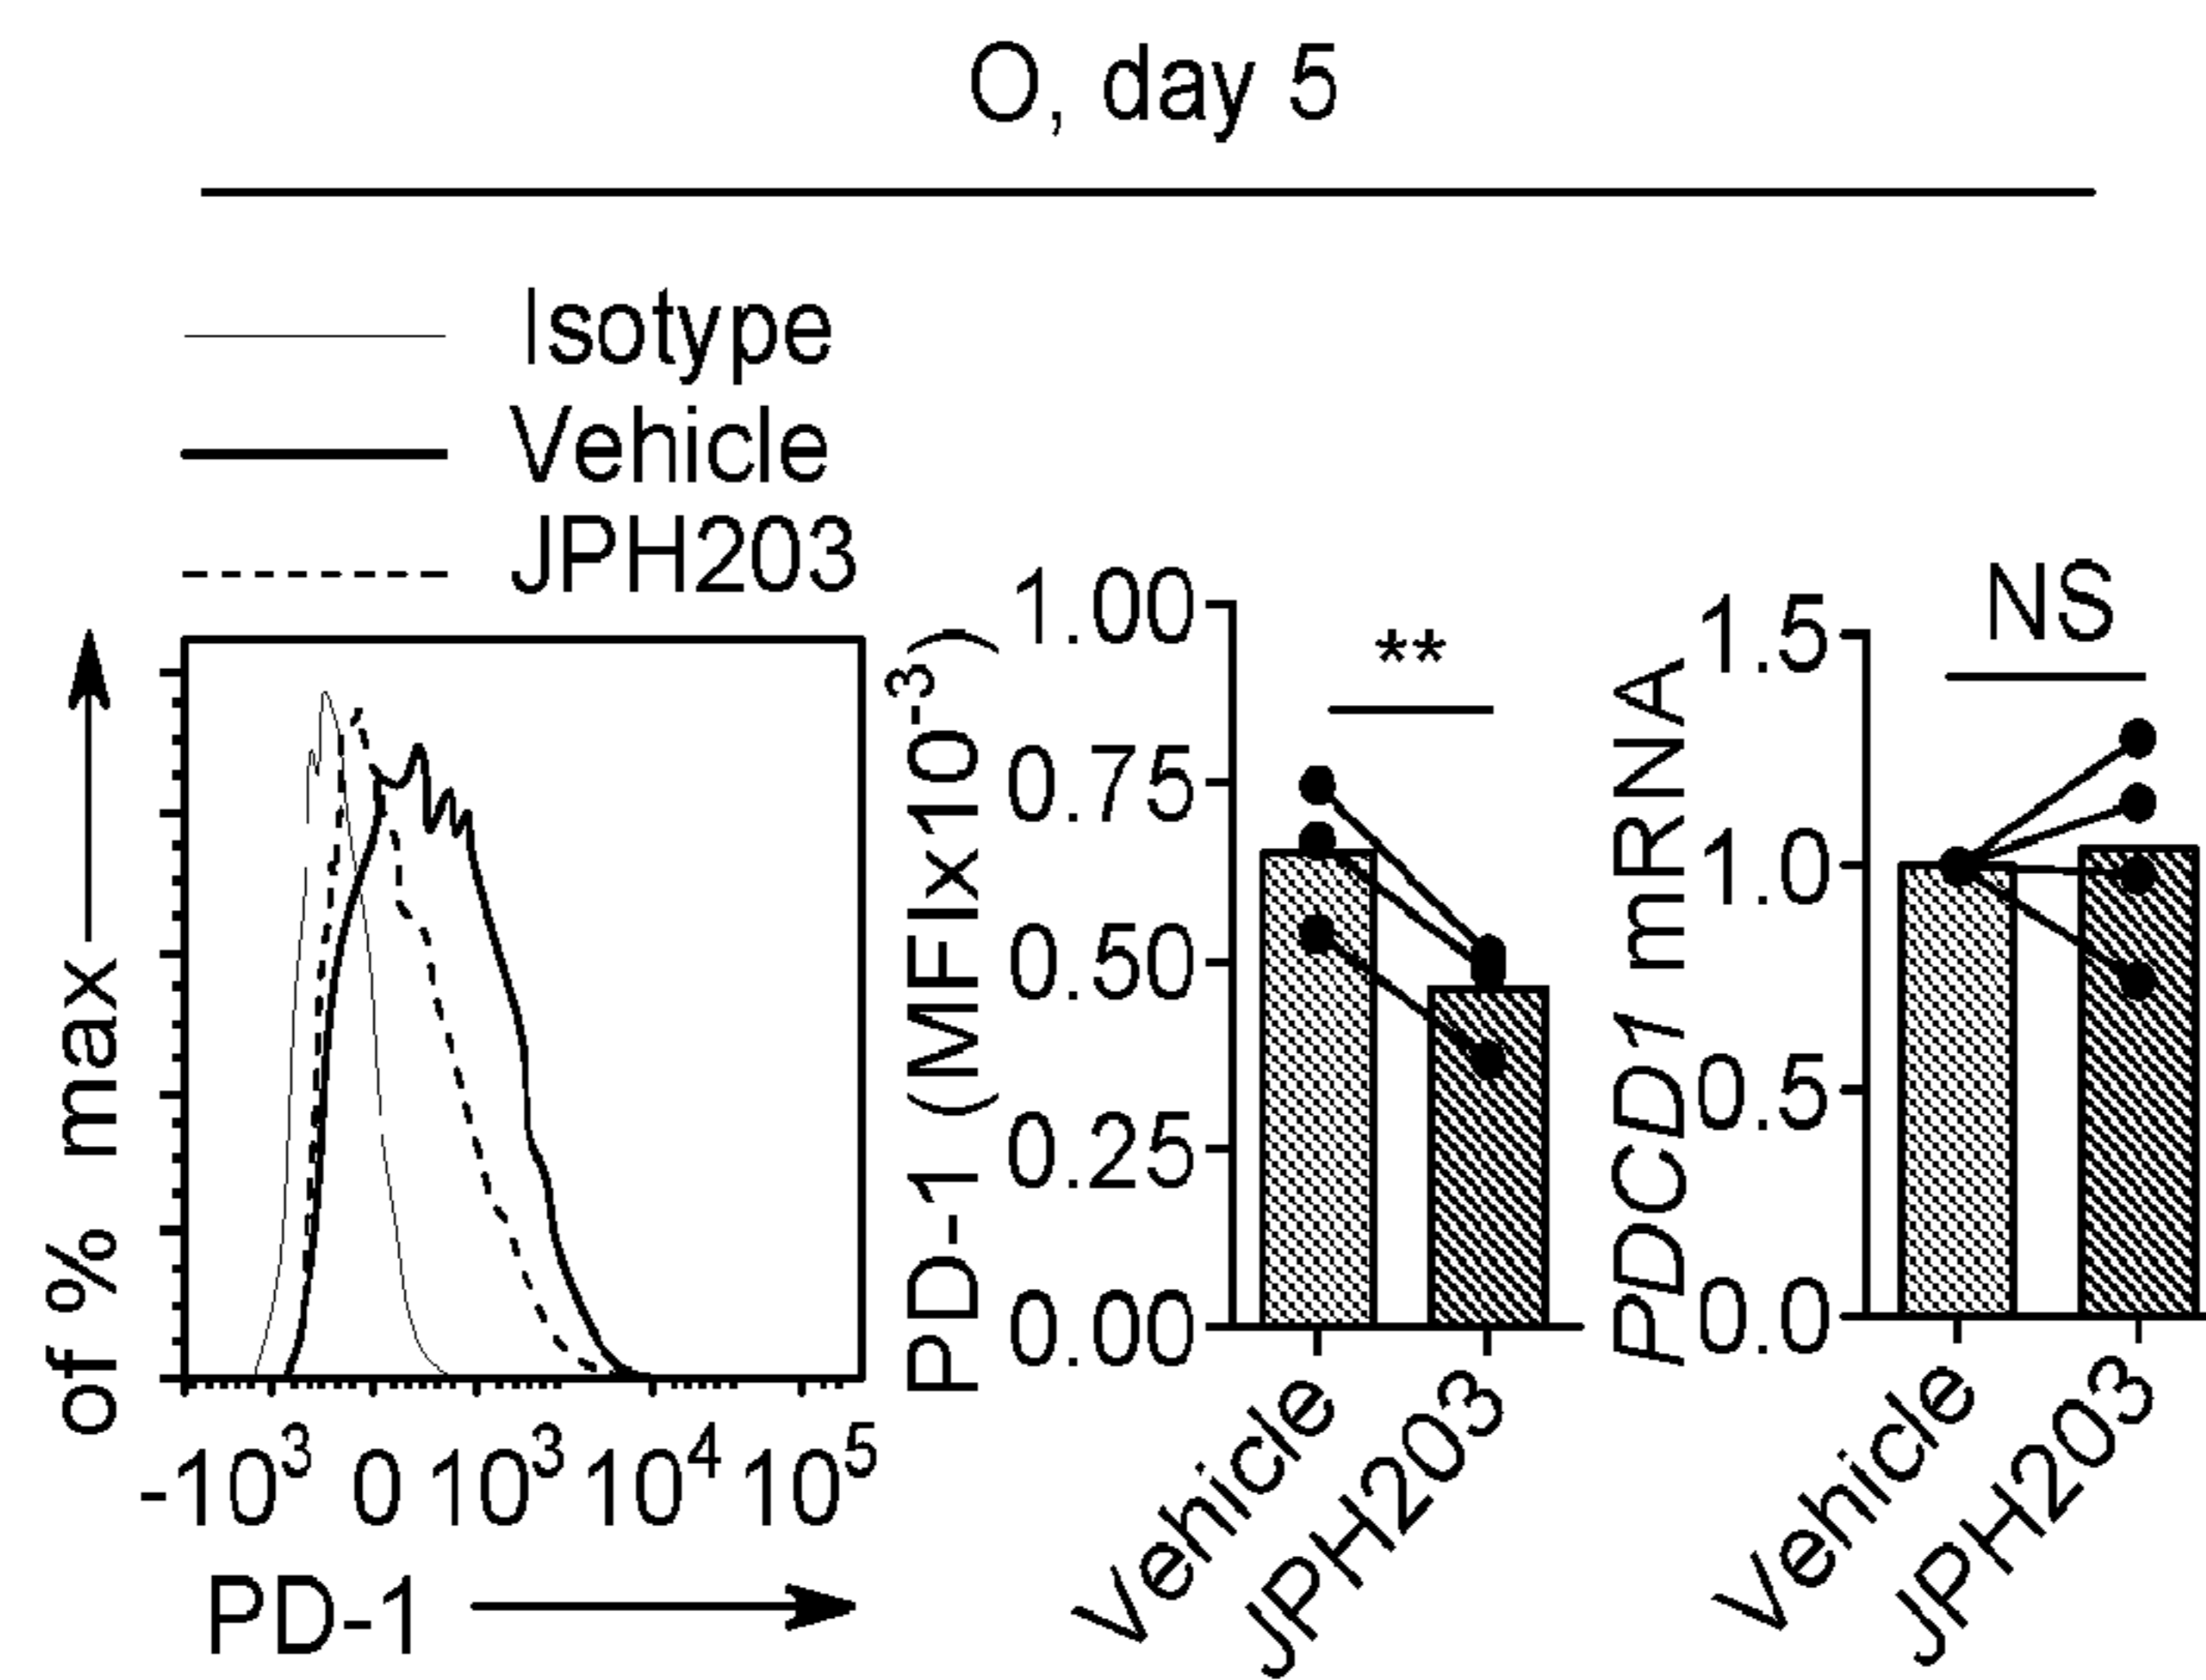 O, day 5
Isotype
Vehicle
JPH203
of % max
-10³ 0 10³ 10⁴ 10⁵
PD-1
PD-1 (MFIx10⁻³)
1.00
0.75
0.50
0.25
0.00
**
Vehicle
JPH203
PDCD1 mRNA
1.5
1.0
0.5
0.0
NS
Vehicle
JPH203